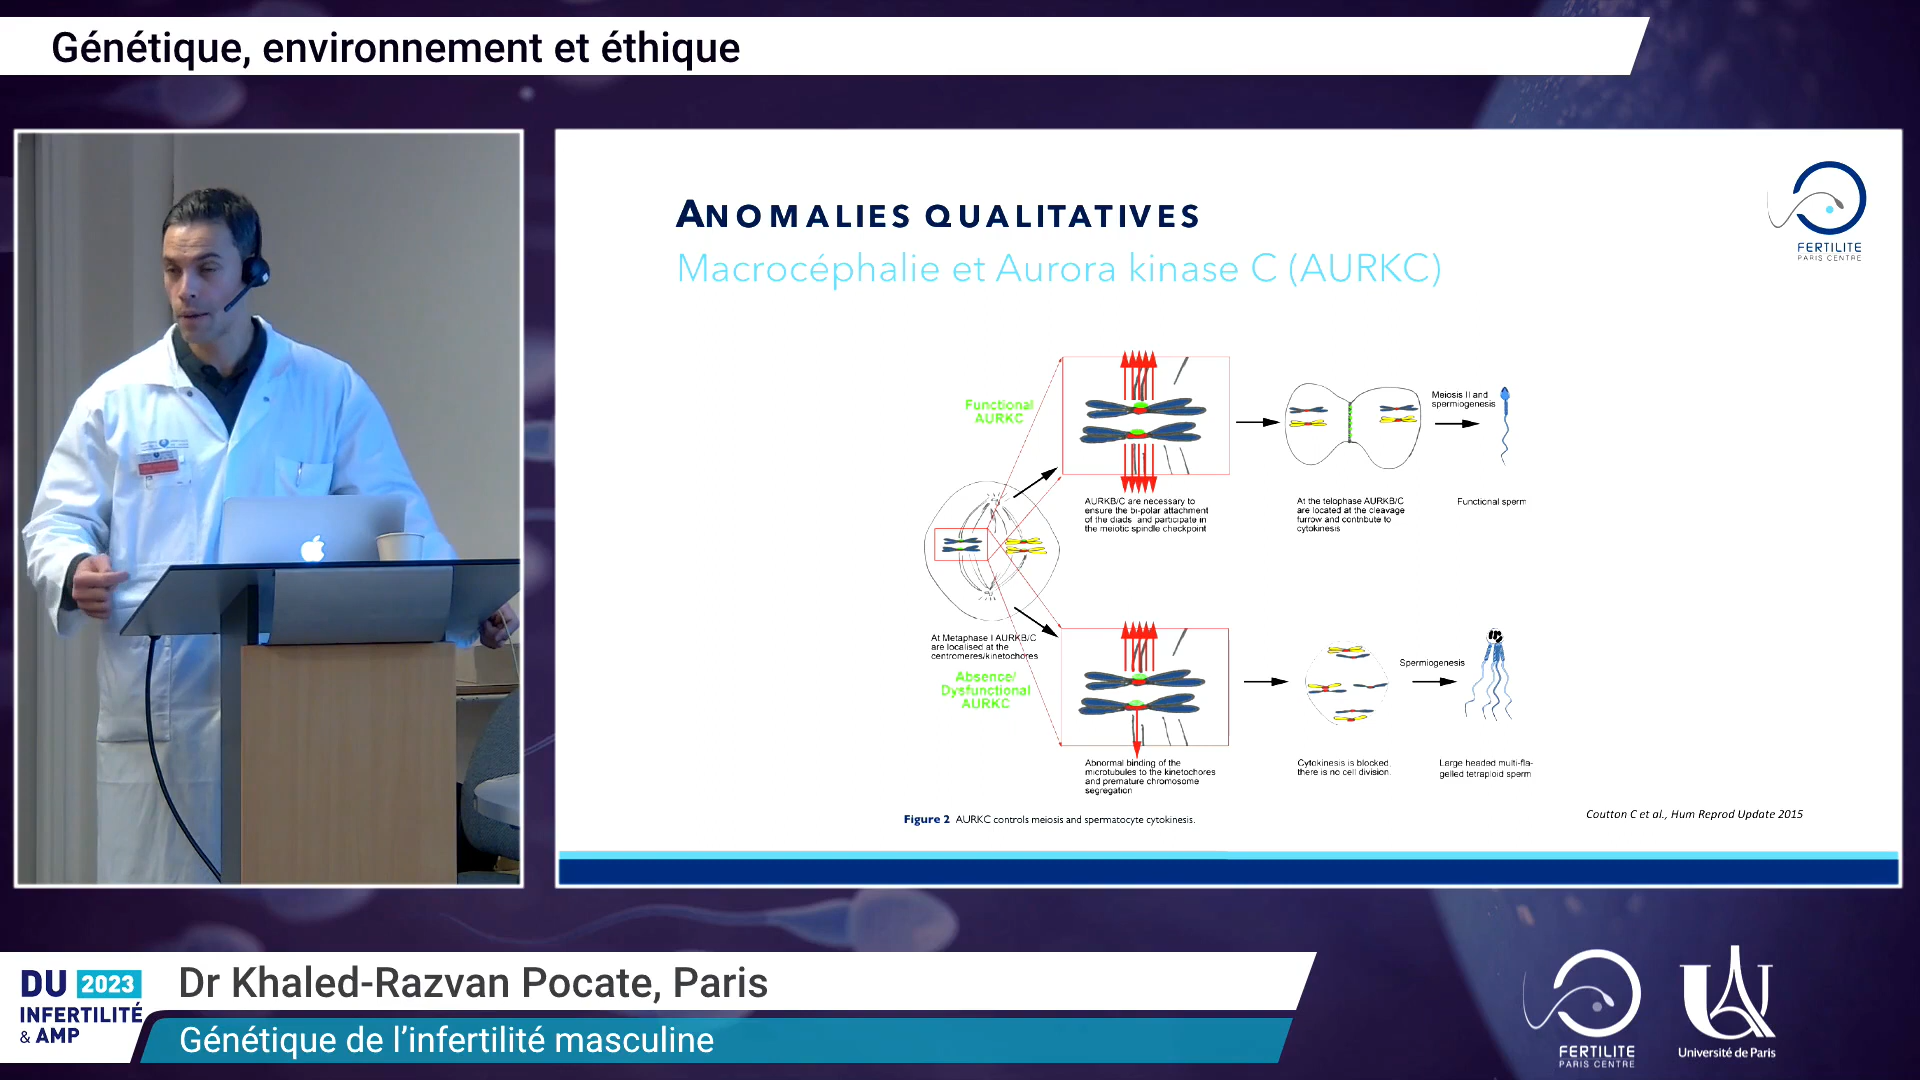 Génétique, environnement et éthique
ANOMALIES QUALITATIVES
Macrocéphalie et Aurora kinase C (AURKC)
FERTILITE
PARIS CENTRE
Functional
AURKC
Meiosis II and
spermiogenesis
AURKB/C are necessary to
ensure the bi-polar attachment
of the diads and participate in
the meiotic spindle checkpoint
At the telophase AURKB/C
are located at the cleavage
furrow and contribute to
cytokinesis
Functional sperm
At Metaphase I AURKB/C
are localised at the
centromeres/kinetochores
Absence/
Dysfunctional
AURKC
Spermiogenesis
Abnormal binding of the
microtubules to the kinetochores
and premature chromosome
segregation
Cytokinesis is blocked,
there is no cell division.
Large headed multi-fla-
gelled tetraploid sperm
Figure 2 AURKC controls meiosis and spermatocyte cytokinesis.
Coutton C et al., Hum Reprod Update 2015
DU 2023
INFERTILITÉ
& AMP
Dr Khaled-Razvan Pocate, Paris
Génétique de l’infertilité masculine
FERTILITE
PARIS CENTRE
Université de Paris